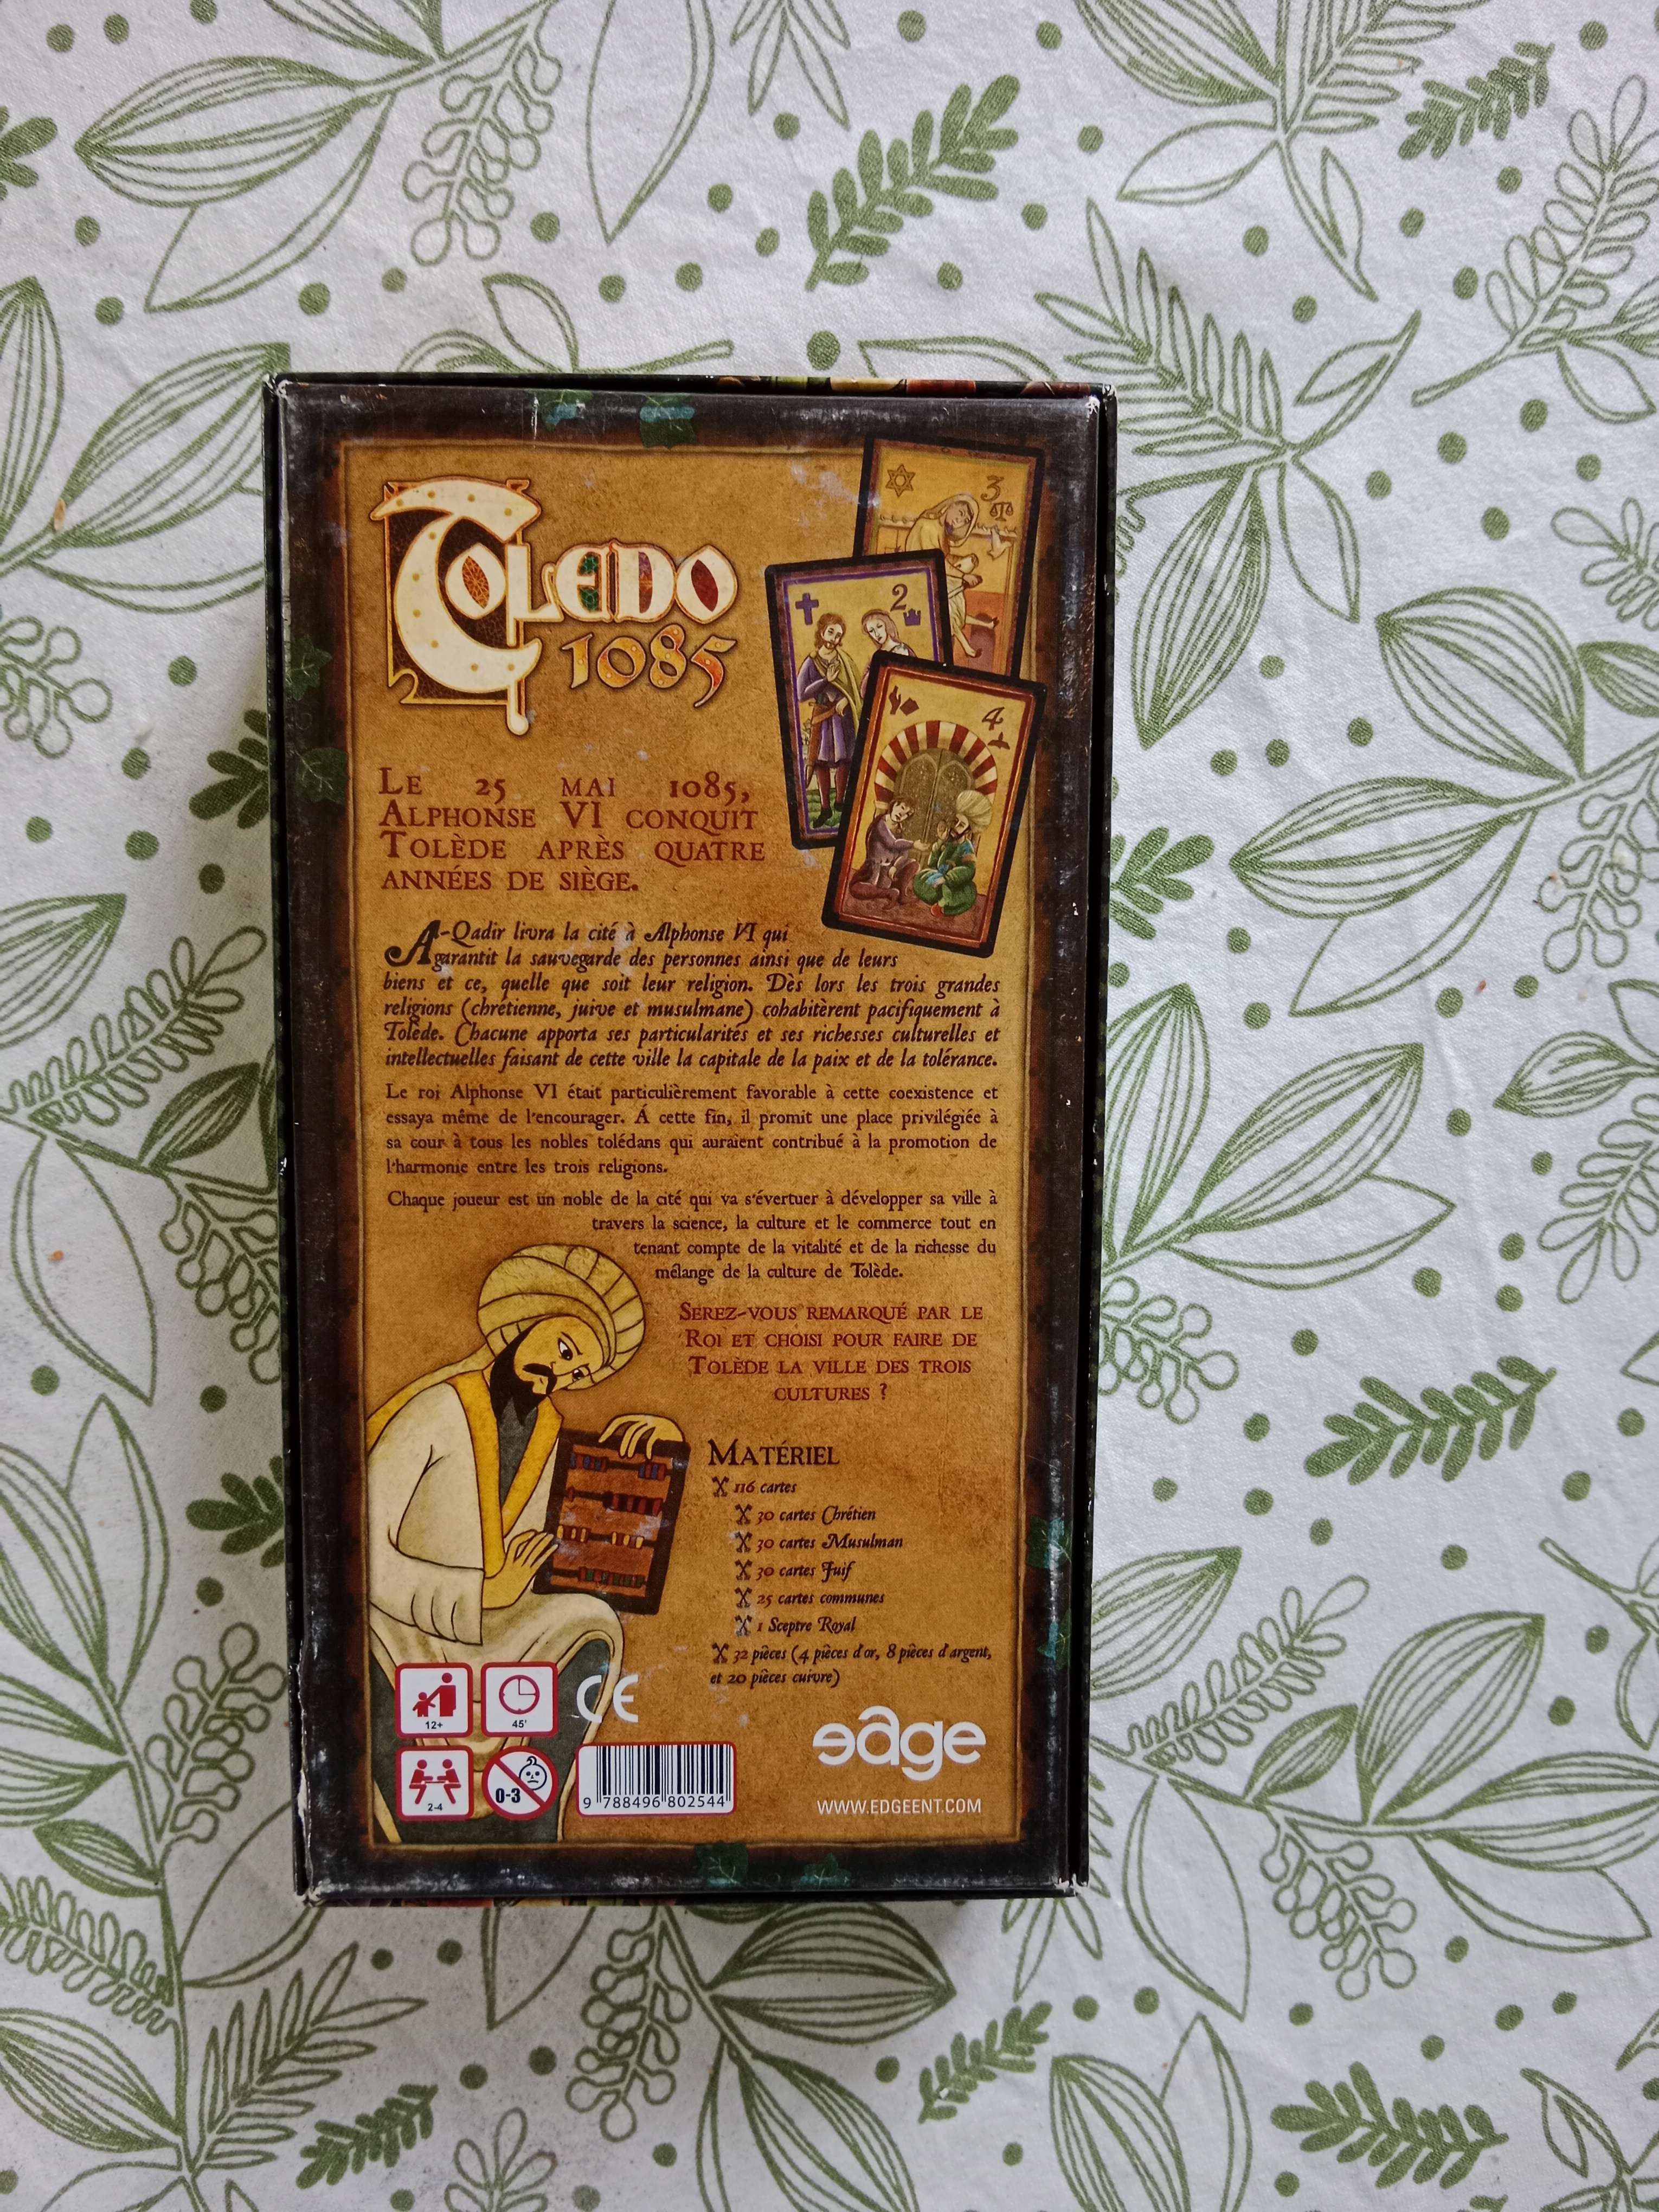 TOLEDO
1085
3
2
4
LE 25 MAI 1085,
ALPHONSE VI CONQUIT
TOLÈDE APRÈS QUATRE
ANNÉES DE SIÈGE.
A-Qadir livra la cité à Alphonse VI qui
garantit la sauvegarde des personnes ainsi que de leurs
biens et ce, quelle que soit leur religion. Dès lors les trois grandes
religions (chrétienne, juive et musulmane) cohabitèrent pacifiquement à
Tolède. Chacune apporta ses particularités et ses richesses culturelles et
intellectuelles faisant de cette ville la capitale de la paix et de la tolérance.
Le roi Alphonse VI était particulièrement favorable à cette coexistence et
essaya même de l'encourager. Á cette fin, il promit une place privilégiée à
sa cour à tous les nobles tolédans qui auraient contribué à la promotion de
l'harmonie entre les trois religions.
Chaque joueur est un noble de la cité qui va s'évertuer à développer sa ville à
travers la science, la culture et le commerce tout en
tenant compte de la vitalité et de la richesse du
mélange de la culture de Tolède.
SEREZ-VOUS REMARQUÉ PAR LE
ROI ET CHOISI POUR FAIRE DE
TOLÈDE LA VILLE DES TROIS
CULTURES ?
MATÉRIEL
116 cartes
30 cartes Chrétien
30 cartes Musulman
30 cartes Juif
25 cartes communes
1 Sceptre Royal
32 pièces (4 pièces d'or, 8 pièces d'argent,
et 20 pièces cuivre)
12+
45'
CE
2-4
0-3
9 788496 802544
edge
WWW.EDGEENT.COM